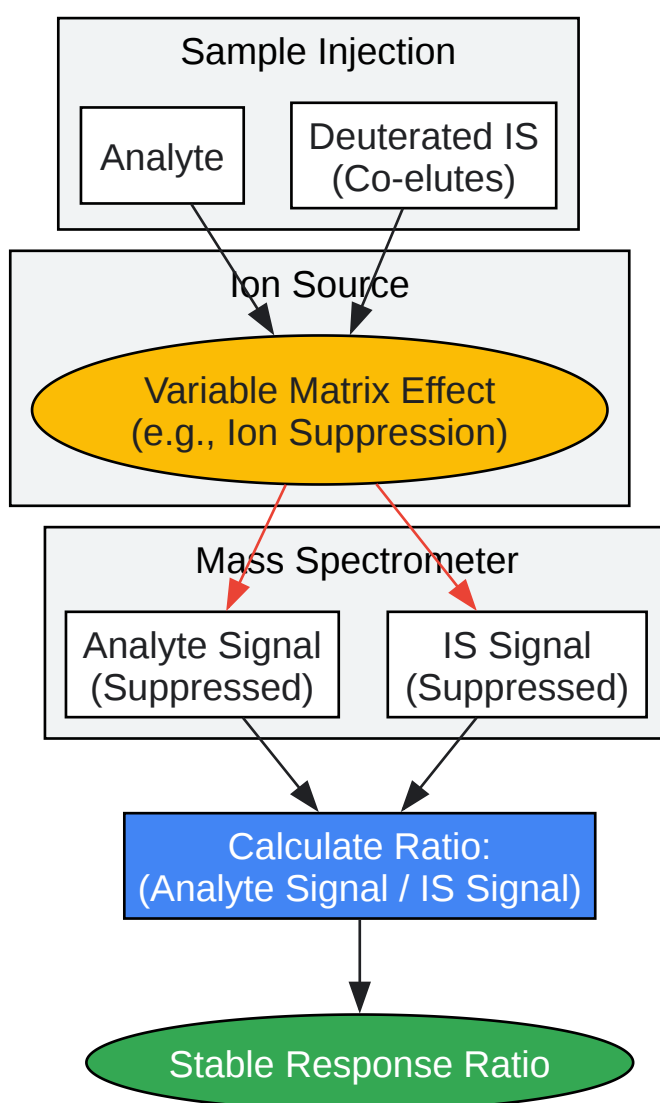 Sample Injection
Analyte
Deuterated IS
(Co-elutes)
Ion Source
Variable Matrix Effect
(e.g., Ion Suppression)
Mass Spectrometer
Analyte Signal
(Suppressed)
IS Signal
(Suppressed)
Calculate Ratio:
(Analyte Signal / IS Signal)
Stable Response Ratio